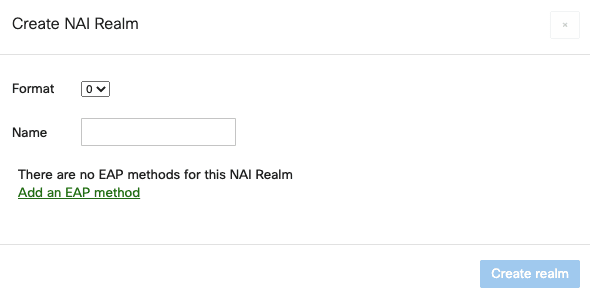 Create NAI Realm
×
Format 0
Name
There are no EAP methods for this NAI Realm
Add an EAP method
Create realm